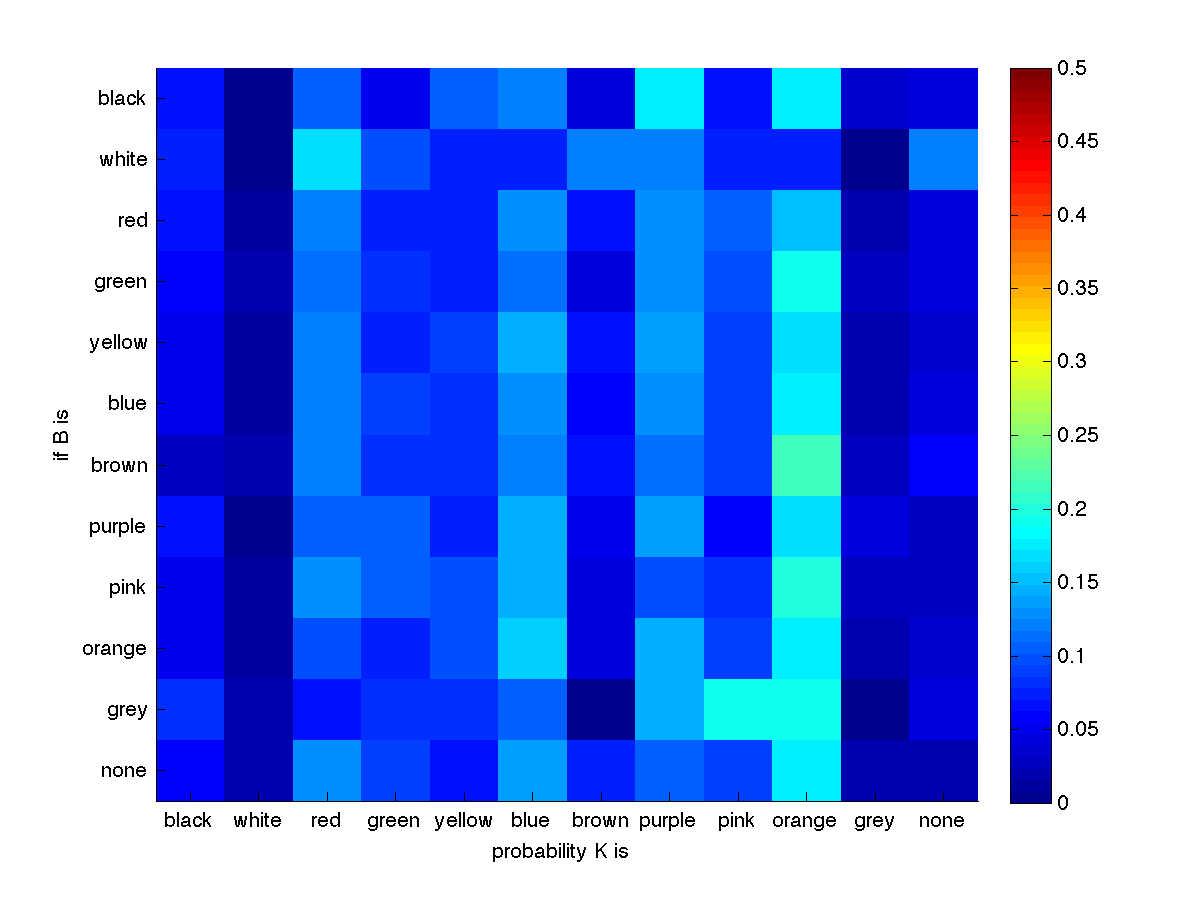 black
white
red
green
yellow
blue
brown
purple
pink
orange
grey
none
if B is
black white red green yellow blue brown purple pink orange grey none
probability K is
0.5
0.45
0.4
0.35
0.3
0.25
0.2
0.15
0.1
0.05
0